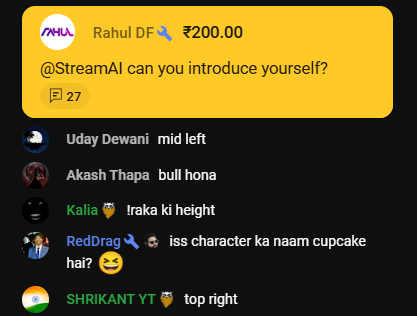 RAHUL Rahul DF ₹200.00
@StreamAI can you introduce yourself?
27
Uday Dewani mid left
Akash Thapa bull hona
Kalia !raka ki height
RedDrag iss character ka naam cupcake
hai?
SHRIKANT YT top right